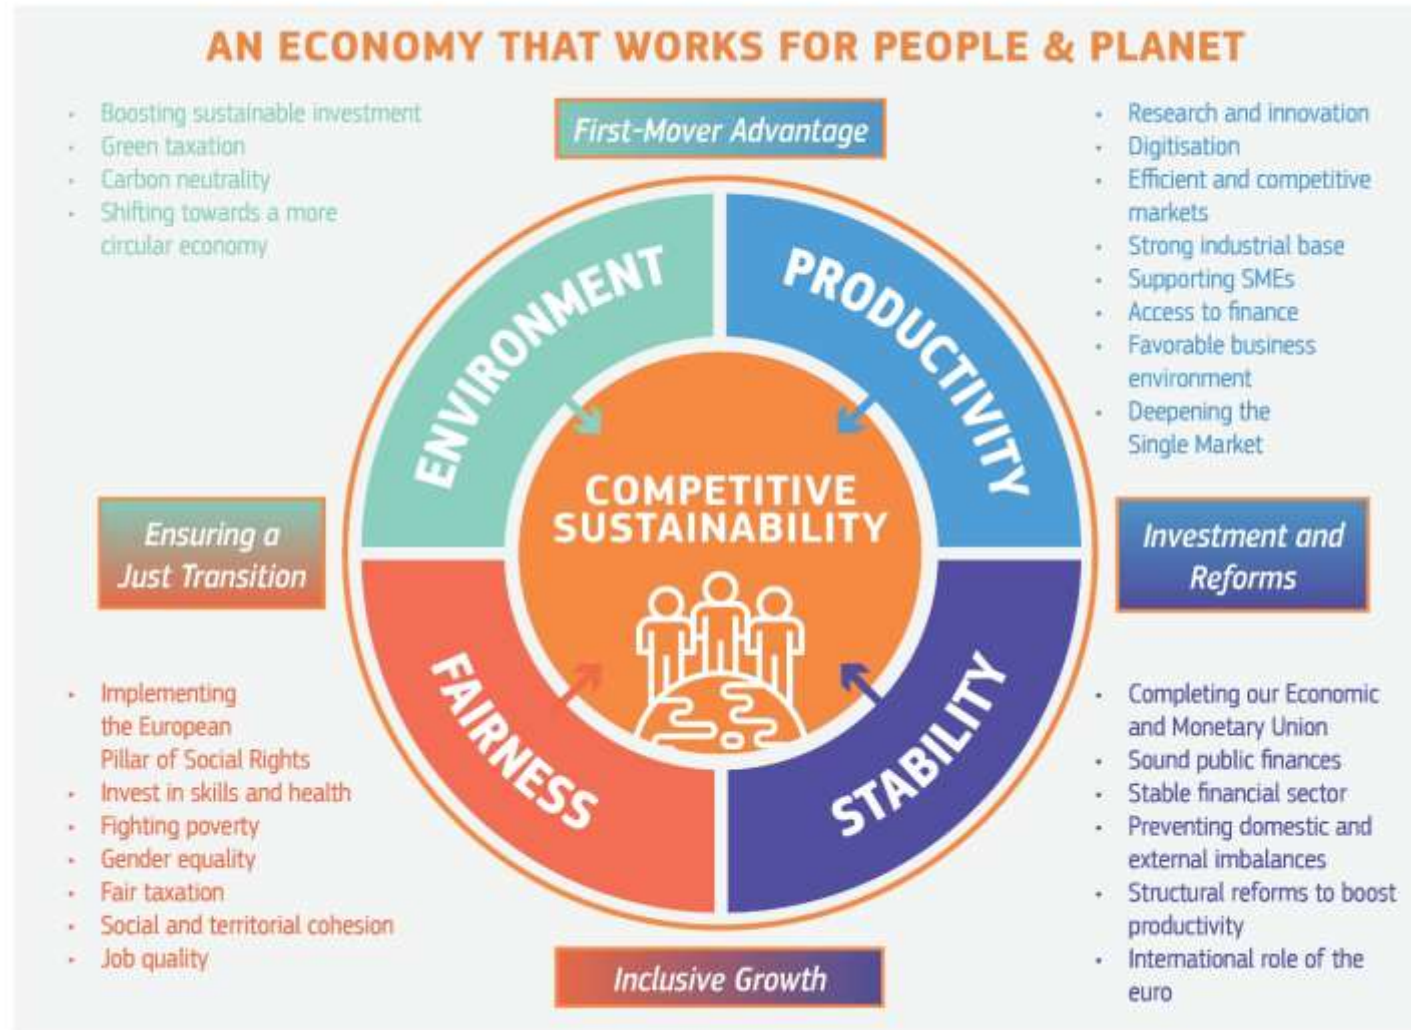 AN ECONOMY THAT WORKS FOR PEOPLE & PLANET
• Boosting sustainable investment
• Green taxation
• Carbon neutrality
• Shifting towards a more
circular economy
First-Mover Advantage
• Research and innovation
• Digitisation
• Efficient and competitive
markets
• Strong industrial base
• Supporting SMEs
• Access to finance
• Favorable business
environment
• Deepening the
Single Market
ENVIRONMENT
PRODUCTIVITY
COMPETITIVE
SUSTAINABILITY
Ensuring a
Just Transition
Investment and
Reforms
FAIRNESS
STABILITY
• Implementing
the European
Pillar of Social Rights
• Invest in skills and health
• Fighting poverty
• Gender equality
• Fair taxation
• Social and territorial cohesion
• Job quality
• Completing our Economic
and Monetary Union
• Sound public finances
• Stable financial sector
• Preventing domestic and
external imbalances
• Structural reforms to boost
productivity
• International role of the
euro
Inclusive Growth